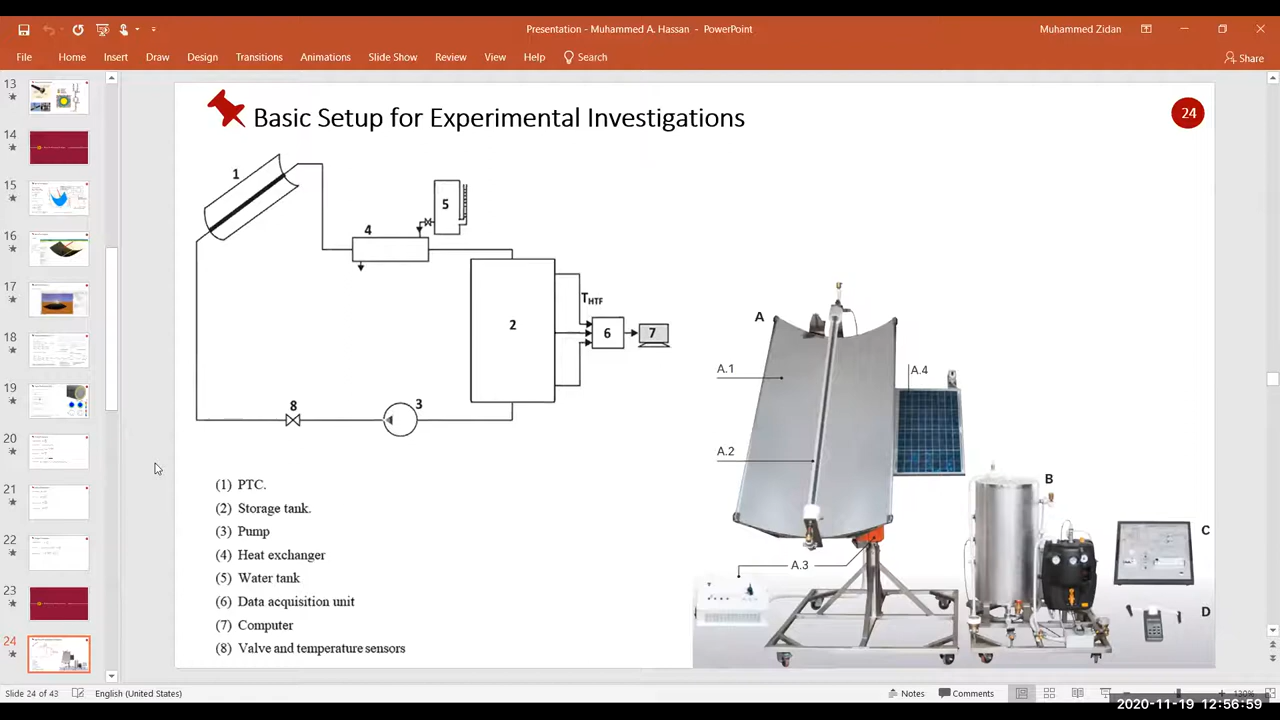 Presentation - Muhammed A. Hassan - PowerPoint
Muhammed Zidan
File Home Insert Draw Design Transitions Animations Slide Show Review View Help Search
Share
13
14
15
16
17
18
19
20
21
22
23
24
Basic Setup for Experimental Investigations
24
1
4
5
2
THTF
6
7
8
3
(1) PTC.
(2) Storage tank.
(3) Pump
(4) Heat exchanger
(5) Water tank
(6) Data acquisition unit
(7) Computer
(8) Valve and temperature sensors
A
A.1
A.4
A.2
B
C
A.3
D
Slide 24 of 43
English (United States)
Notes
Comments
130%
2020-11-19 12:56:59